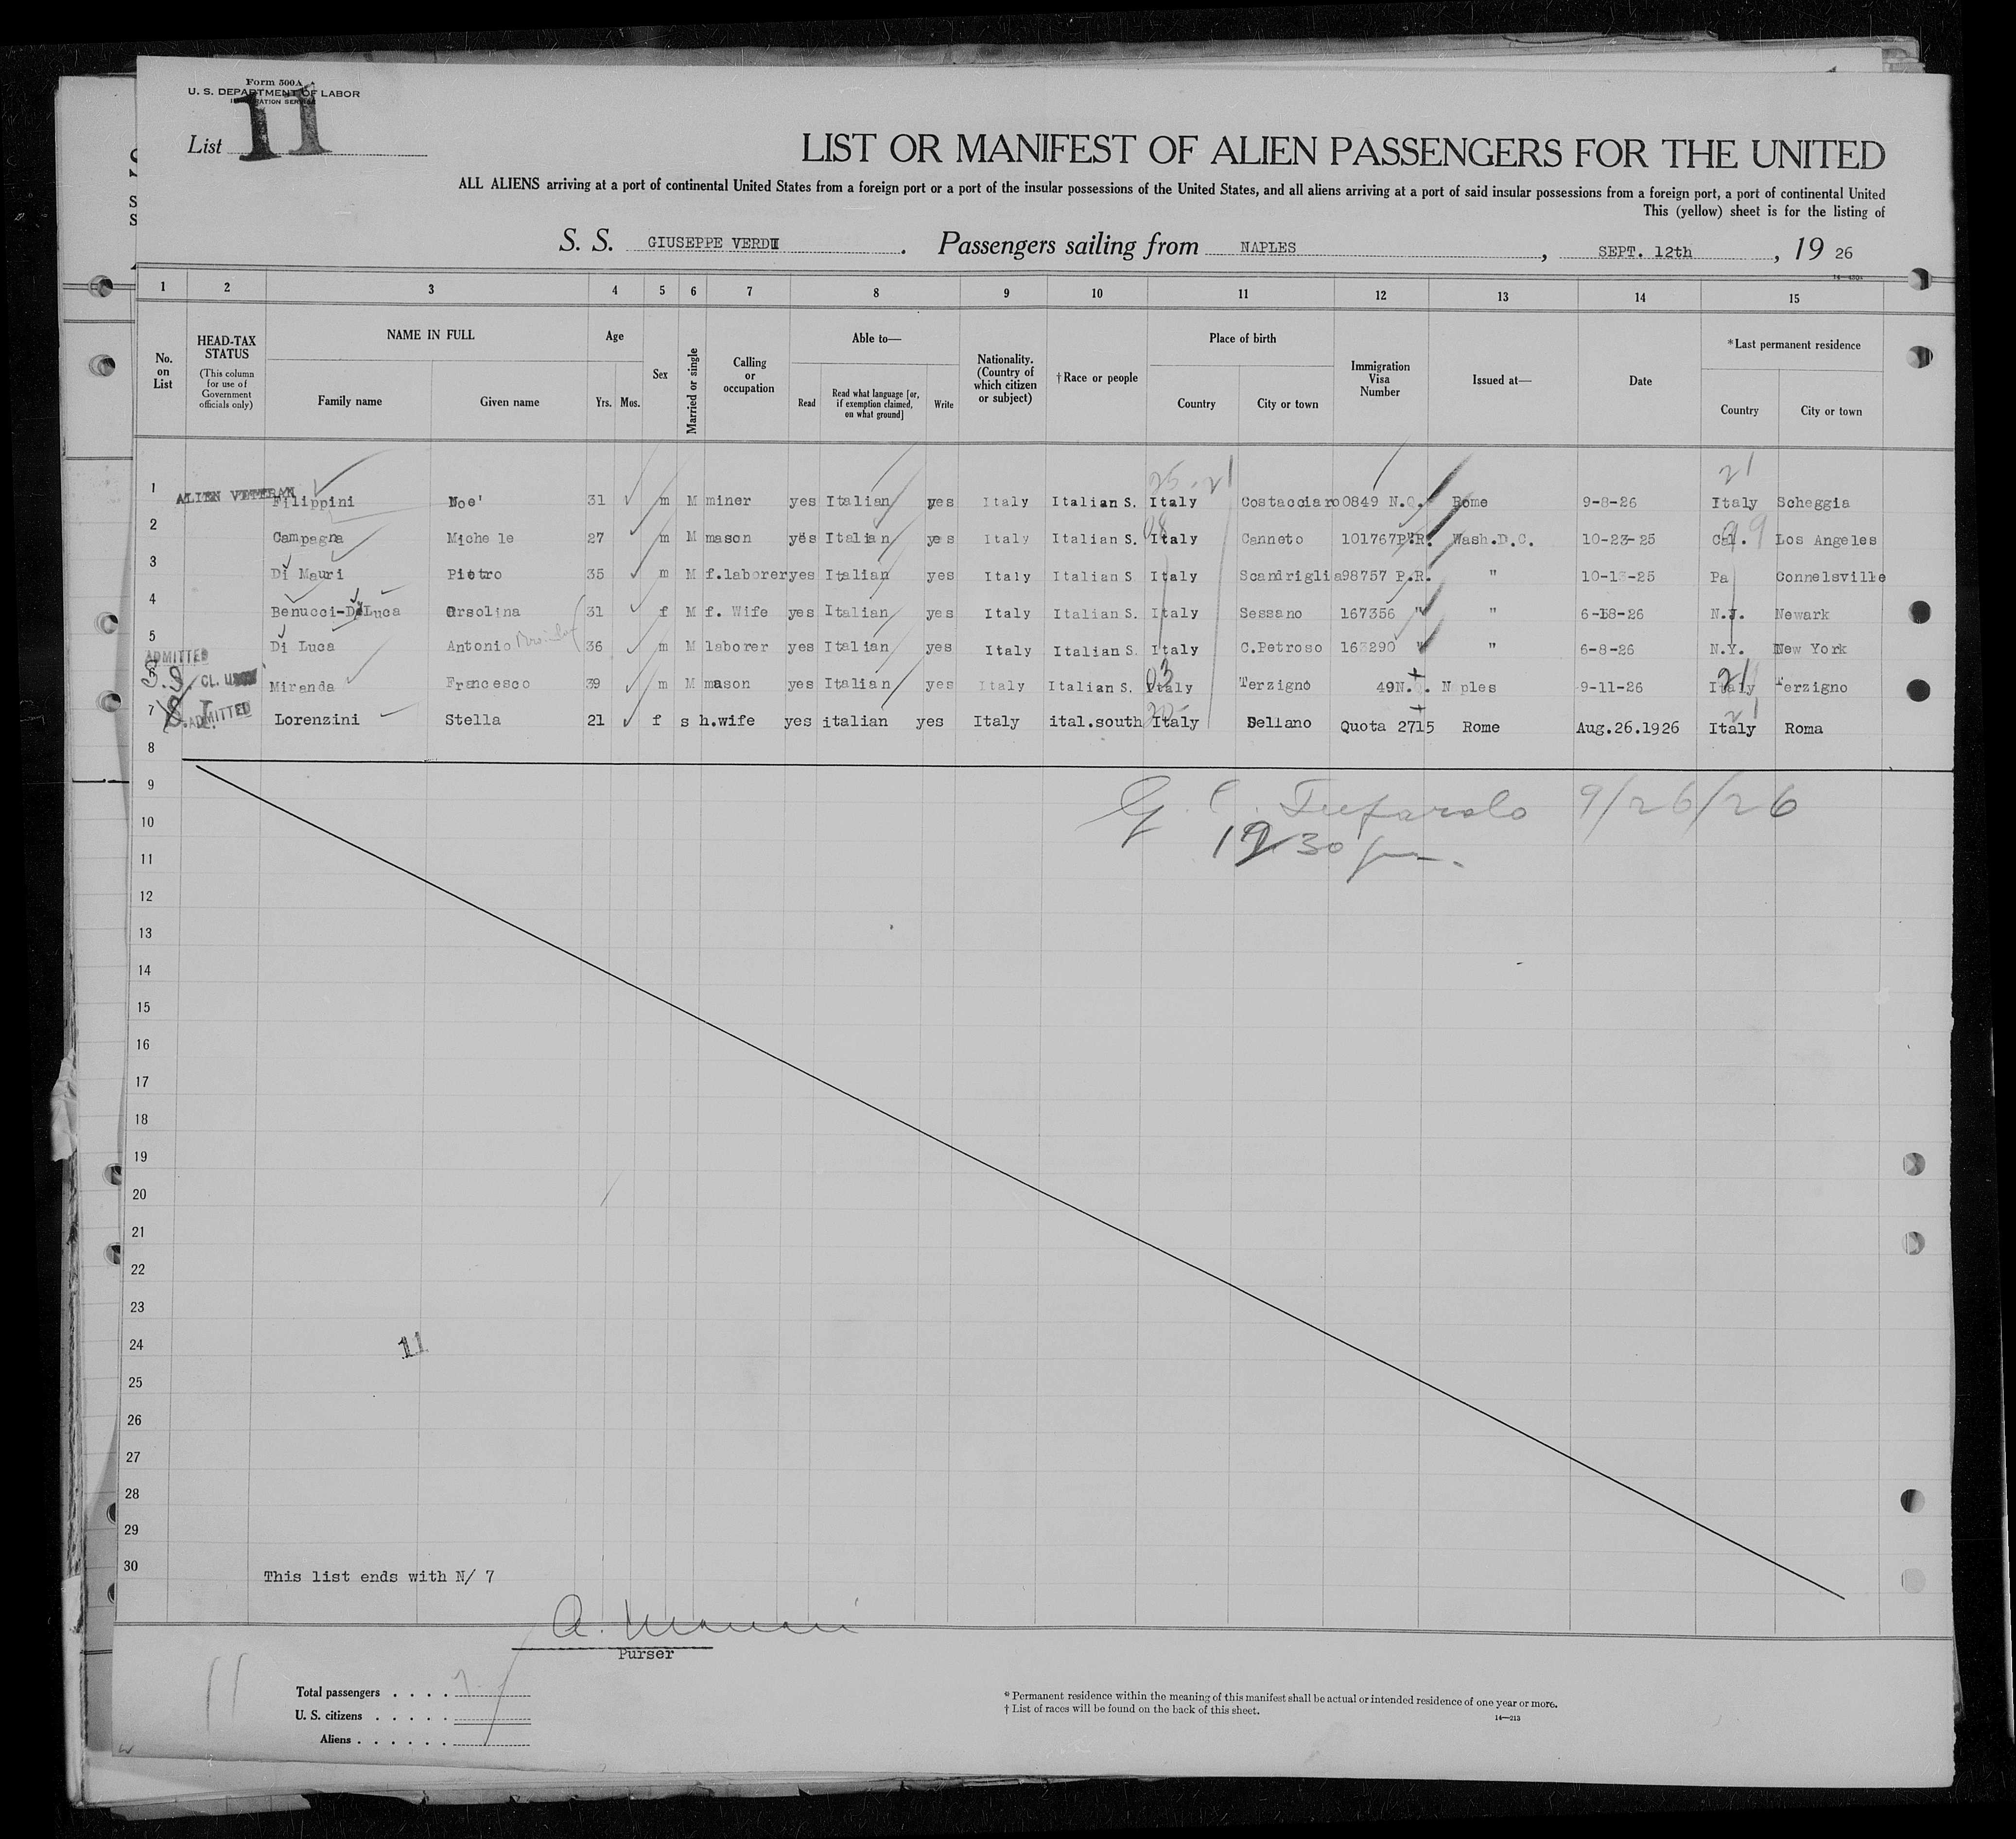 Form 500A
U. S. DEPARTMENT OF LABOR
IMMIGRATION SERVICE
List 11
LIST OR MANIFEST OF ALIEN PASSENGERS FOR THE UNITED
ALL ALIENS arriving at a port of continental United States from a foreign port or a port of the insular possessions of the United States, and all aliens arriving at a port of said insular possessions from a foreign port, a port of continental United
This (yellow) sheet is for the listing of
S. S. GIUSEPPE VERDI. Passengers sailing from NAPLES, SEPT. 12th, 19 26
1 2 3 4 5 6 7 8 9 10 11 12 13 14 15
No. on List
HEAD-TAX STATUS
(This column for use of Government officials only)
NAME IN FULL
Family name Given name
Age
Yrs. Mos.
Sex
Married or single
Calling or occupation
Able to—
Read
Read what language [or, if exemption claimed, on what ground]
Write
Nationality. (Country of which citizen or subject)
†Race or people
Place of birth
Country City or town
Immigration Visa Number
Issued at—
Date
*Last permanent residence
Country City or town
25-21 21
1 ALIEN VETERAN Filippini Noe' 31 m M miner yes Italian yes Italy Italian S. Italy Costacciaro 0849 N.Q. Rome 9-8-26 Italy Scheggia
2 Campagna Michele 27 m M mason yes Italian yes Italy Italian S. Italy Canneto 101767 P.R. Wash.D.C. 10-23-25 Cal. Los Angeles
3 Di Mauri Pietro 35 m M f.laborer yes Italian yes Italy Italian S Italy Scandriglia 98757 P.R. " 10-13-25 Pa Connelsville
4 Benucci-Di Luca Orsolina 31 f M f. Wife yes Italian yes Italy Italian S. Italy Sessano 167356 " " 6-18-26 N.J. Newark
5 Di Luca Antonio 36 m M laborer yes Italian yes Italy Italian S. Italy C.Petroso 163290 " " 6-8-26 N.Y. New York
ADMITTED
Miranda Francesco 39 m M mason yes Italian yes Italy Italian S. Italy Terzigno 49N.Q. Naples 9-11-26 Italy Terzigno
7 S.I. ADMITTED Lorenzini Stella 21 f s h.wife yes italian yes Italy ital.south Italy Sellano Quota 2715 Rome Aug.26.1926 Italy Roma
8
9
9/26/26
10
30 pm.
11
12
13
14
15
16
17
18
19
20
21
22
23
24
11
25
26
27
28
29
30
This list ends with N/ 7
Purser
11
Total passengers . . . . 7
U. S. citizens . . . . .
Aliens . . . . . .
* Permanent residence within the meaning of this manifest shall be actual or intended residence of one year or more.
† List of races will be found on the back of this sheet.
14—213